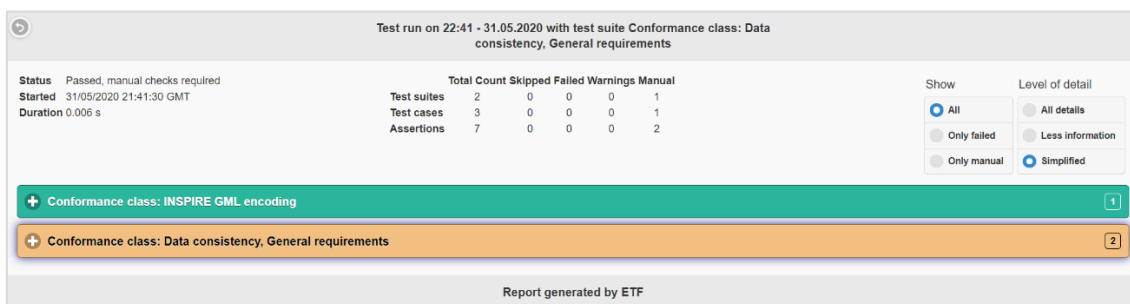 Test run on 22:41 - 31.05.2020 with test suite Conformance class: Data
consistency, General requirements
Status Passed, manual checks required
Started 31/05/2020 21:41:30 GMT
Duration 0.006 s
Total Count Skipped Failed Warnings Manual
Test suites 2 0 0 0 1
Test cases 3 0 0 0 1
Assertions 7 0 0 0 2
Show
All
Only failed
Only manual
Level of detail
All details
Less information
Simplified
Conformance class: INSPIRE GML encoding 1
Conformance class: Data consistency, General requirements 2
Report generated by ETF